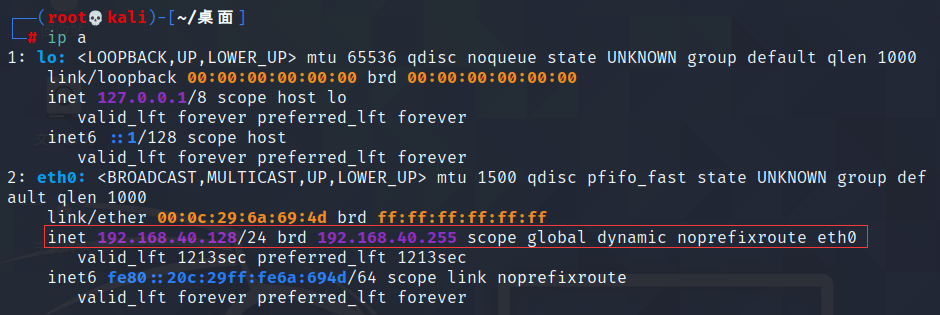 ┌──(root💀kali)-[~/桌面]
└─# ip a
1: lo: <LOOPBACK,UP,LOWER_UP> mtu 65536 qdisc noqueue state UNKNOWN group default qlen 1000
    link/loopback 00:00:00:00:00:00 brd 00:00:00:00:00:00
    inet 127.0.0.1/8 scope host lo
       valid_lft forever preferred_lft forever
    inet6 ::1/128 scope host
       valid_lft forever preferred_lft forever
2: eth0: <BROADCAST,MULTICAST,UP,LOWER_UP> mtu 1500 qdisc pfifo_fast state UNKNOWN group def
ault qlen 1000
    link/ether 00:0c:29:6a:69:4d brd ff:ff:ff:ff:ff:ff
    inet 192.168.40.128/24 brd 192.168.40.255 scope global dynamic noprefixroute eth0
       valid_lft 1213sec preferred_lft 1213sec
    inet6 fe80::20c:29ff:fe6a:694d/64 scope link noprefixroute
       valid_lft forever preferred_lft forever